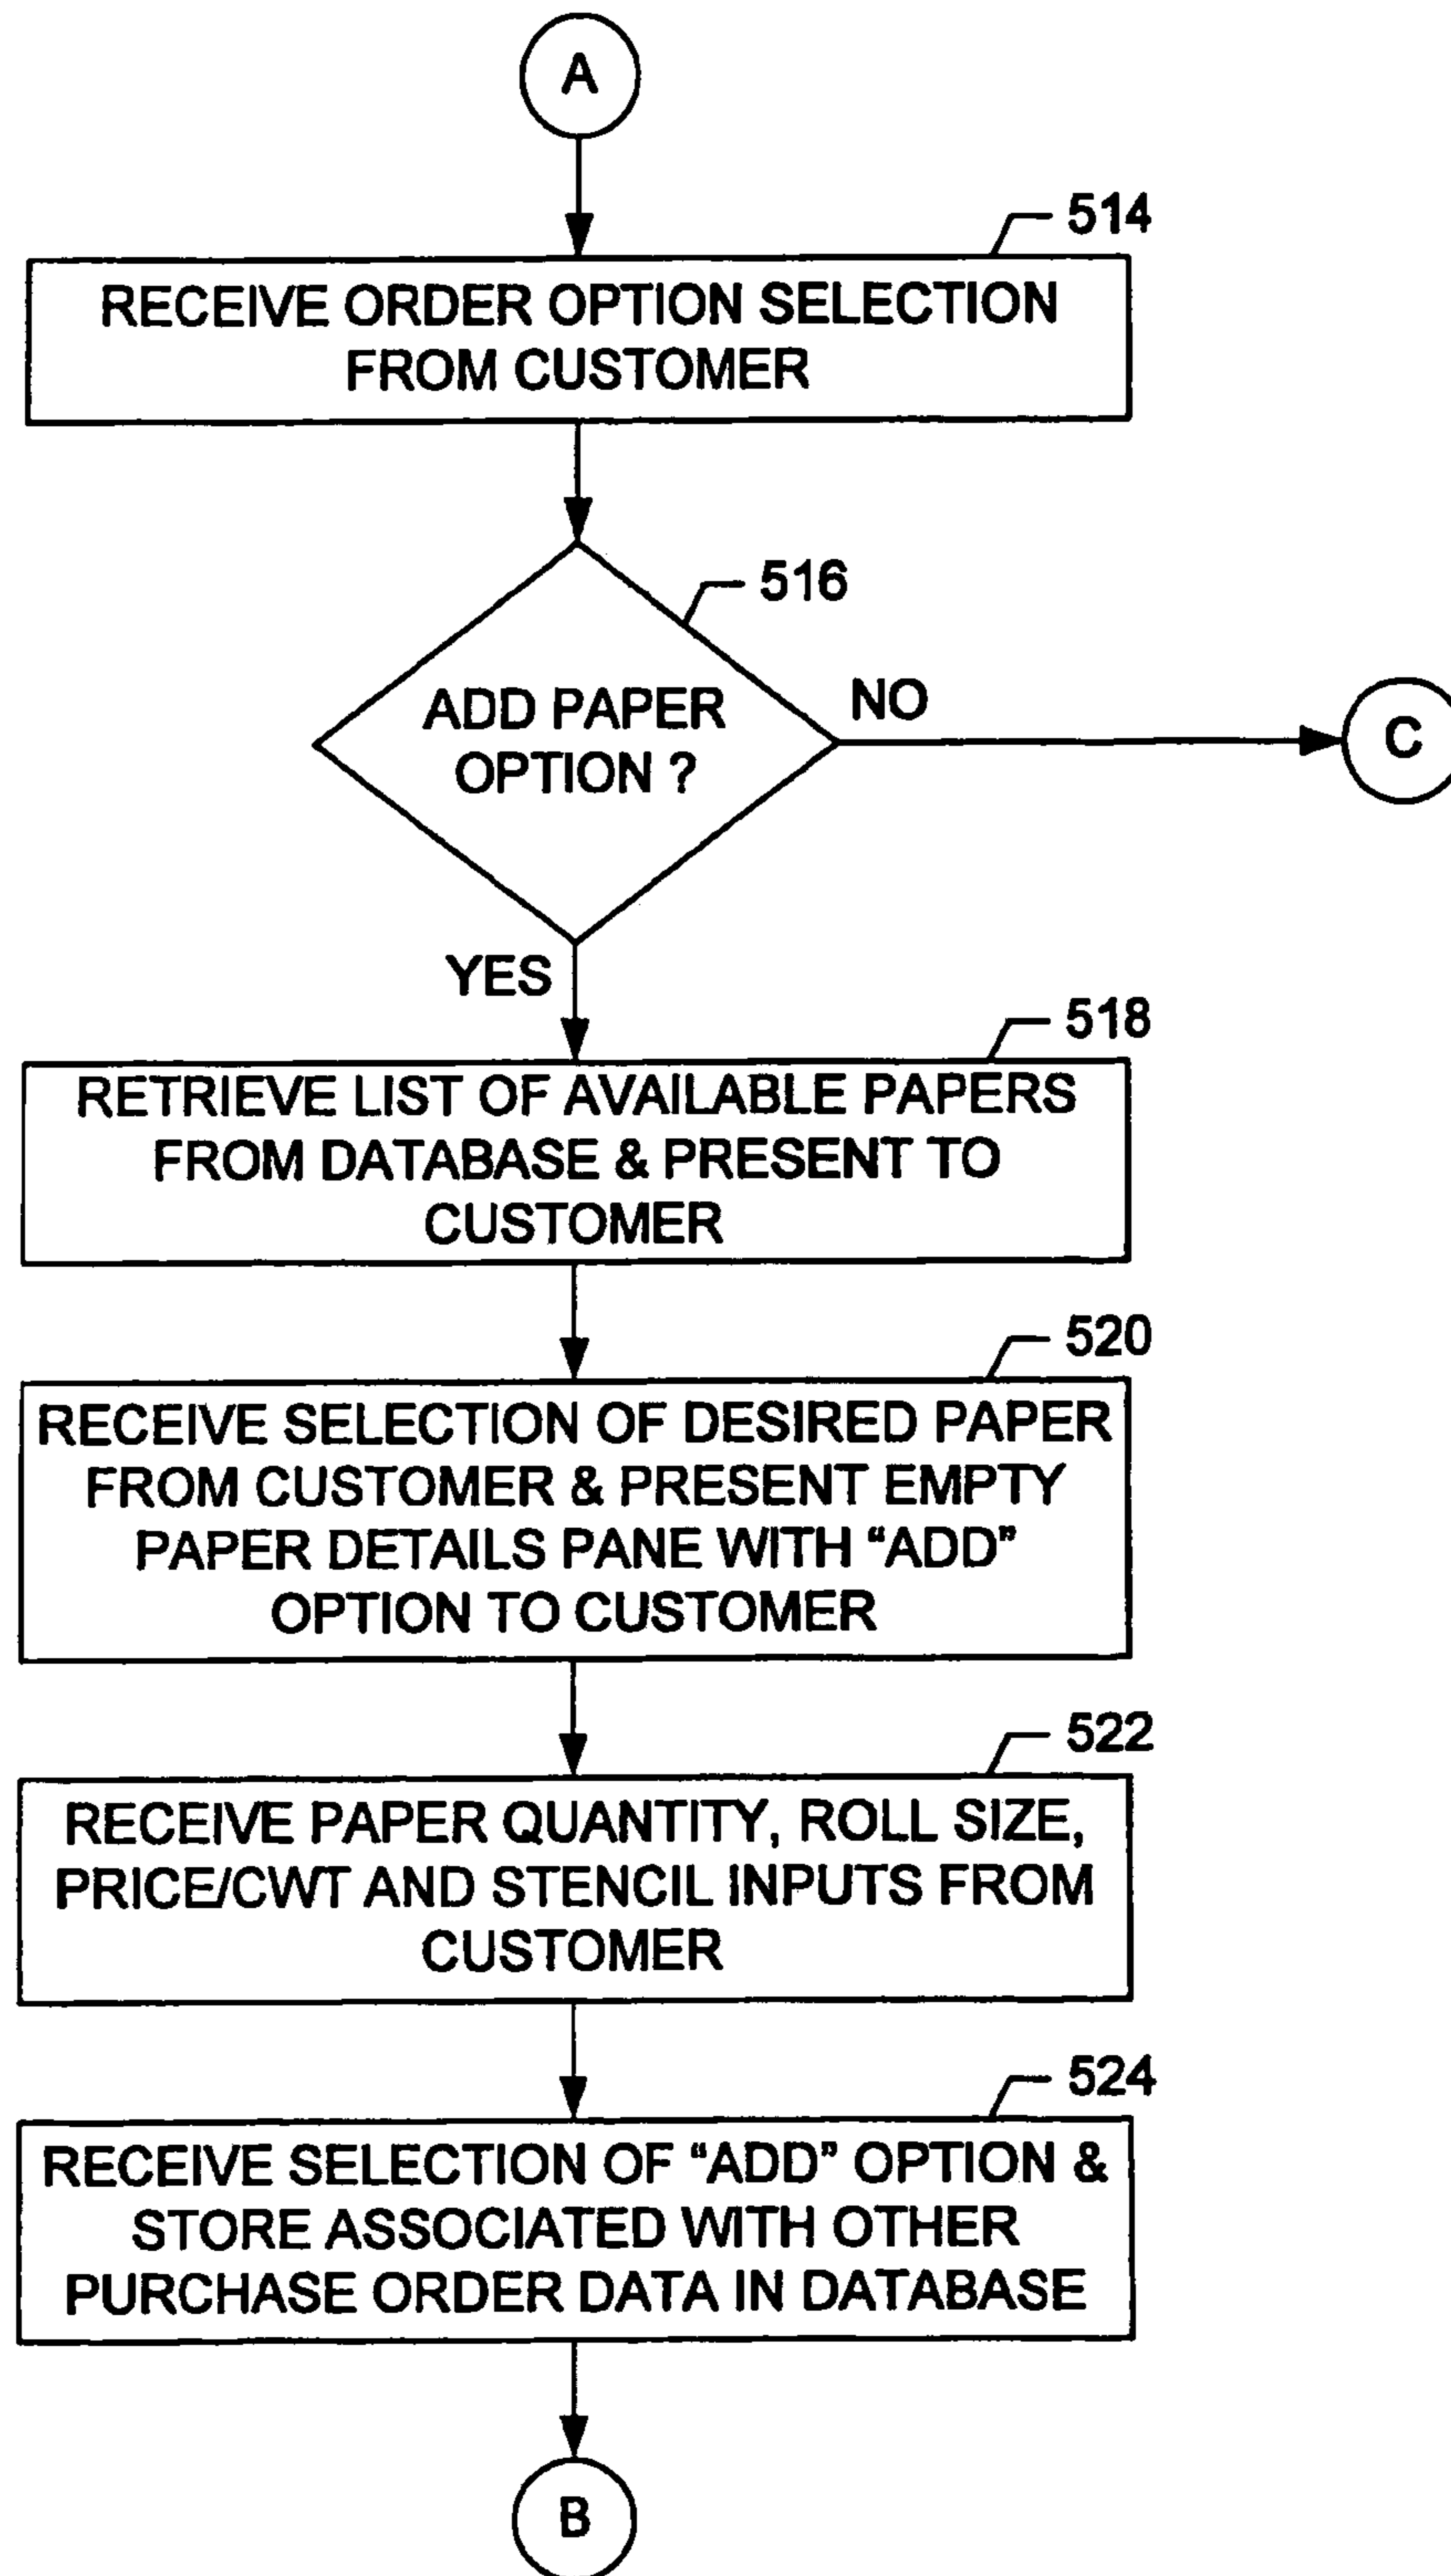 A
514
RECEIVE ORDER OPTION SELECTION
FROM CUSTOMER
516
ADD PAPER
OPTION ?
NO
C
YES
518
RETRIEVE LIST OF AVAILABLE PAPERS
FROM DATABASE & PRESENT TO
CUSTOMER
520
RECEIVE SELECTION OF DESIRED PAPER
FROM CUSTOMER & PRESENT EMPTY
PAPER DETAILS PANE WITH “ADD”
OPTION TO CUSTOMER
522
RECEIVE PAPER QUANTITY, ROLL SIZE,
PRICE/CWT AND STENCIL INPUTS FROM
CUSTOMER
524
RECEIVE SELECTION OF “ADD” OPTION &
STORE ASSOCIATED WITH OTHER
PURCHASE ORDER DATA IN DATABASE
B